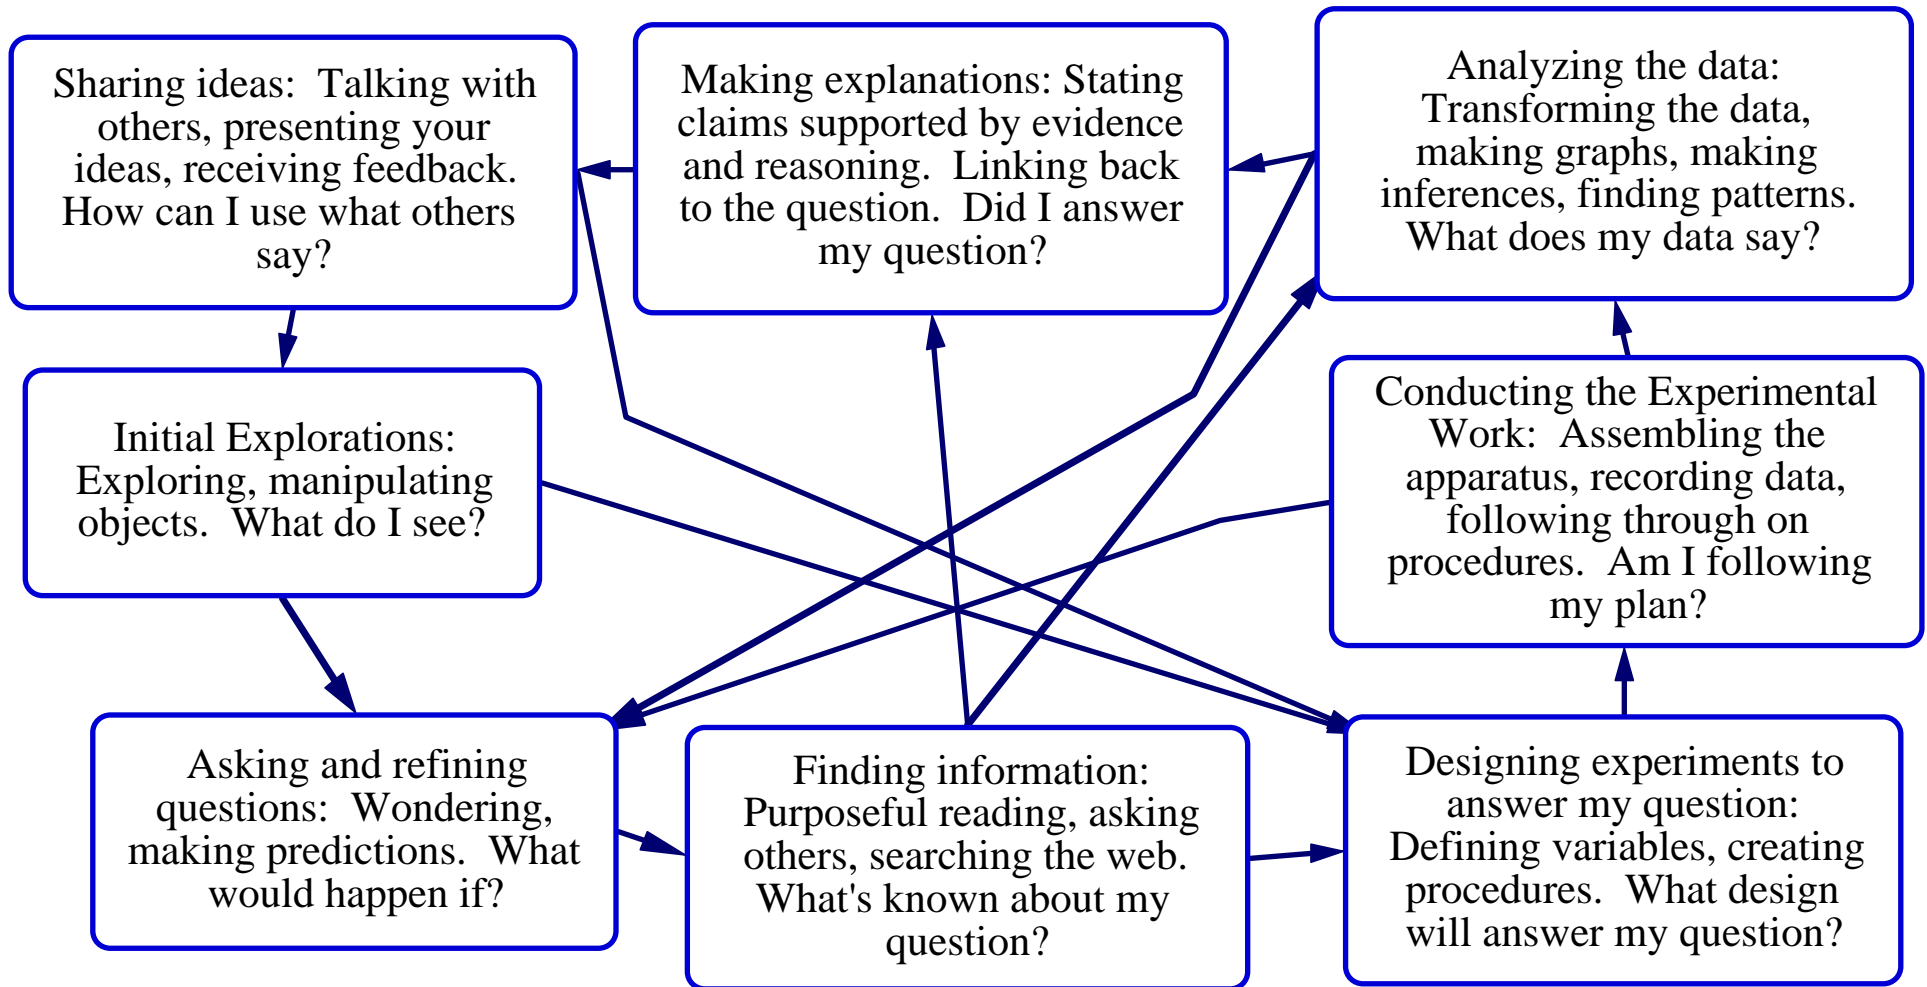 Sharing ideas:  Talking with
others, presenting your
ideas, receiving feedback.
How can I use what others
say?
Making explanations: Stating
claims supported by evidence
and reasoning.  Linking back
to the question.  Did I answer
my question?
Analyzing the data:
Transforming the data,
making graphs, making
inferences, finding patterns.
What does my data say?
Initial Explorations:
Exploring, manipulating
objects.  What do I see?
Conducting the Experimental
Work:  Assembling the
apparatus, recording data,
following through on
procedures.  Am I following
my plan?
Asking and refining
questions:  Wondering,
making predictions.  What
would happen if?
Finding information:
Purposeful reading, asking
others, searching the web.
What's known about my
question?
Designing experiments to
answer my question:
Defining variables, creating
procedures.  What design
will answer my question?